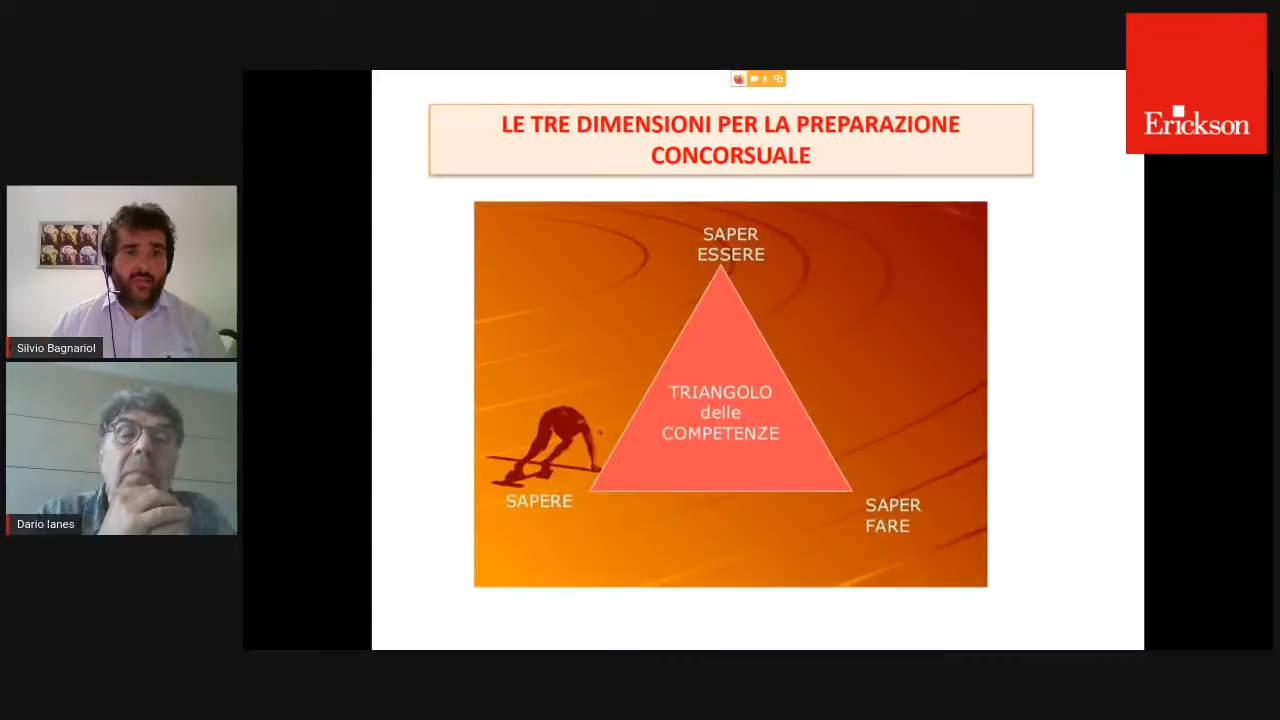 LE TRE DIMENSIONI PER LA PREPARAZIONE
CONCORSUALE
Erickson
SAPER
ESSERE
TRIANGOLO
delle
COMPETENZE
SAPERE
SAPER
FARE
Silvio Bagnariol
Dario Ianes